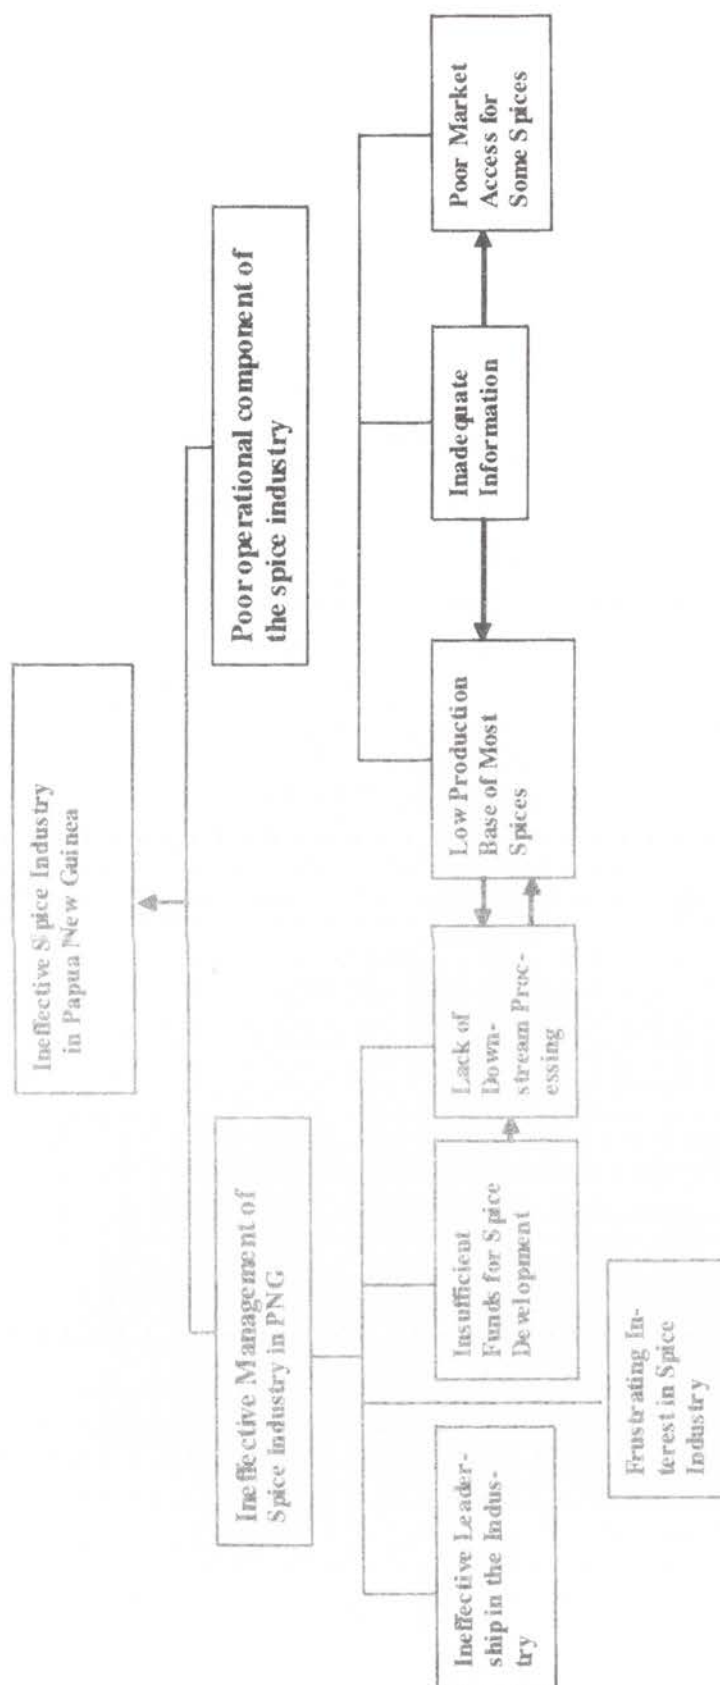 Ineffective Spice Industry
in Papua New Guinea
Ineffective Management of
Spice industry in PNG
Poor operational component of
the spice industry
Ineffective Leader-
ship in the Indus-
try
Insufficient
Funds for Spice
Development
Lack of
Down-
stream Proc-
essing
Low Production
Base of Most
Spices
Inadequate
Information
Poor Market
Access for
Some Spices
Frustrating In-
terest in Spice
Industry